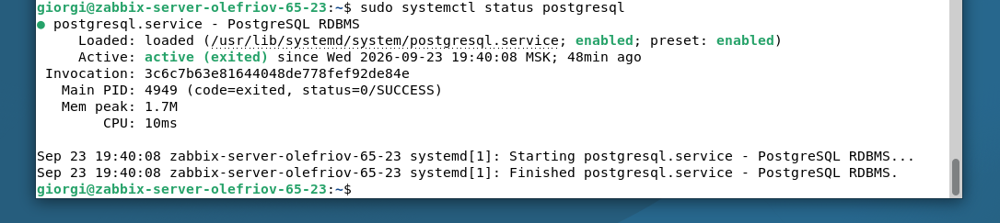 giorgi@zabbix-server-olefriov-65-23:~$ sudo systemctl status postgresql
● postgresql.service - PostgreSQL RDBMS
     Loaded: loaded (/usr/lib/systemd/system/postgresql.service; enabled; preset: enabled)
     Active: active (exited) since Wed 2026-09-23 19:40:08 MSK; 48min ago
 Invocation: 3c6c7b63e81644048de778fef92de84e
   Main PID: 4949 (code=exited, status=0/SUCCESS)
   Mem peak: 1.7M
        CPU: 10ms

Sep 23 19:40:08 zabbix-server-olefriov-65-23 systemd[1]: Starting postgresql.service - PostgreSQL RDBMS...
Sep 23 19:40:08 zabbix-server-olefriov-65-23 systemd[1]: Finished postgresql.service - PostgreSQL RDBMS.
giorgi@zabbix-server-olefriov-65-23:~$